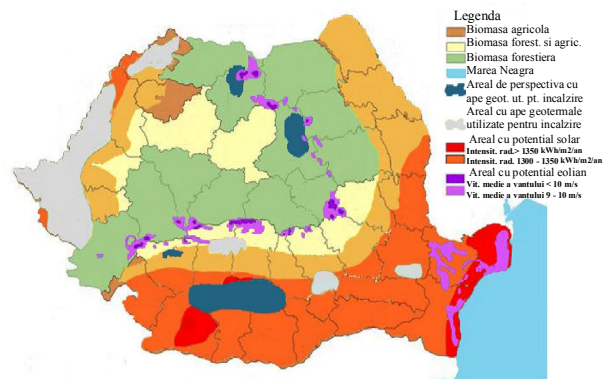 Legenda
Biomasa agricola
Biomasa forest. si agric.
Biomasa forestiera
Marea Neagra
Areal de perspectiva cu
ape geot. ut. pt. incalzire
Areal cu ape geotermale
utilizate pentru incalzire
Areal cu potential solar
Intensit. rad.> 1350 kWh/m2/an
Intensit. rad. 1300 - 1350 kWh/m2/an
Areal cu potential eolian
Vit. medie a vantului < 10 m/s
Vit. medie a vantului 9 - 10 m/s